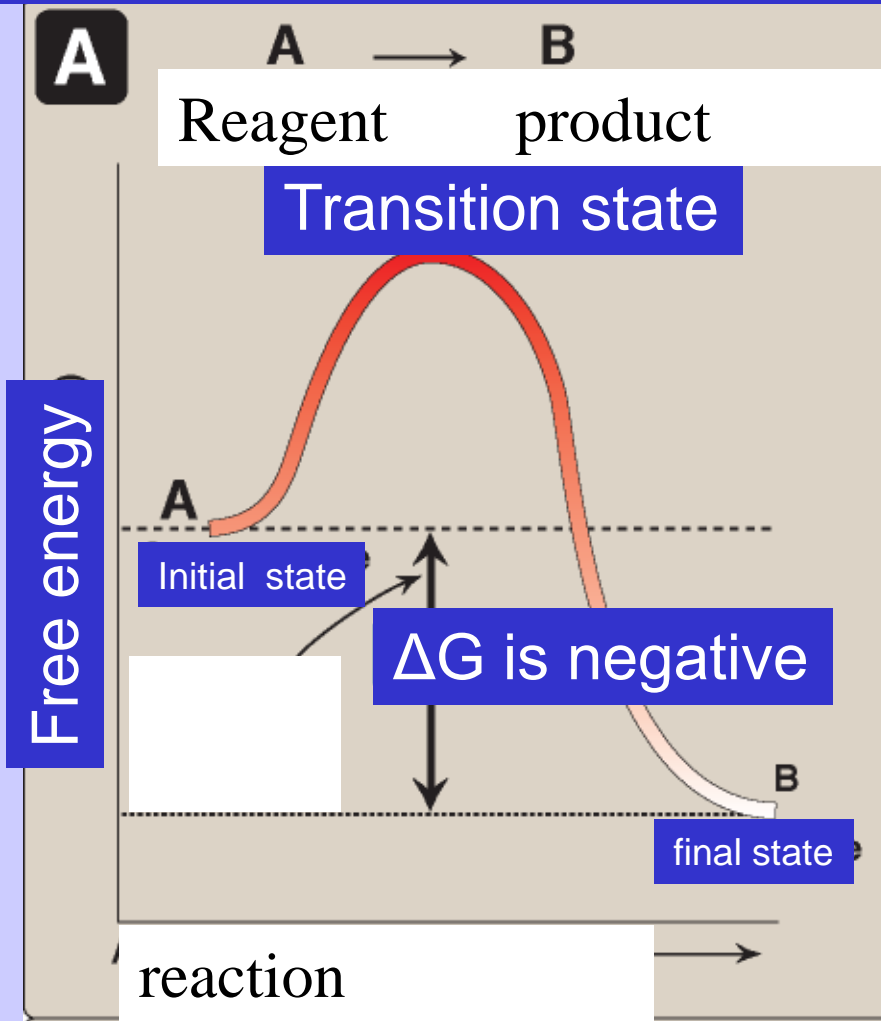 A
A → B
Reagent product
Transition state
Free energy
A
Initial state
ΔG is negative
B
final state
reaction